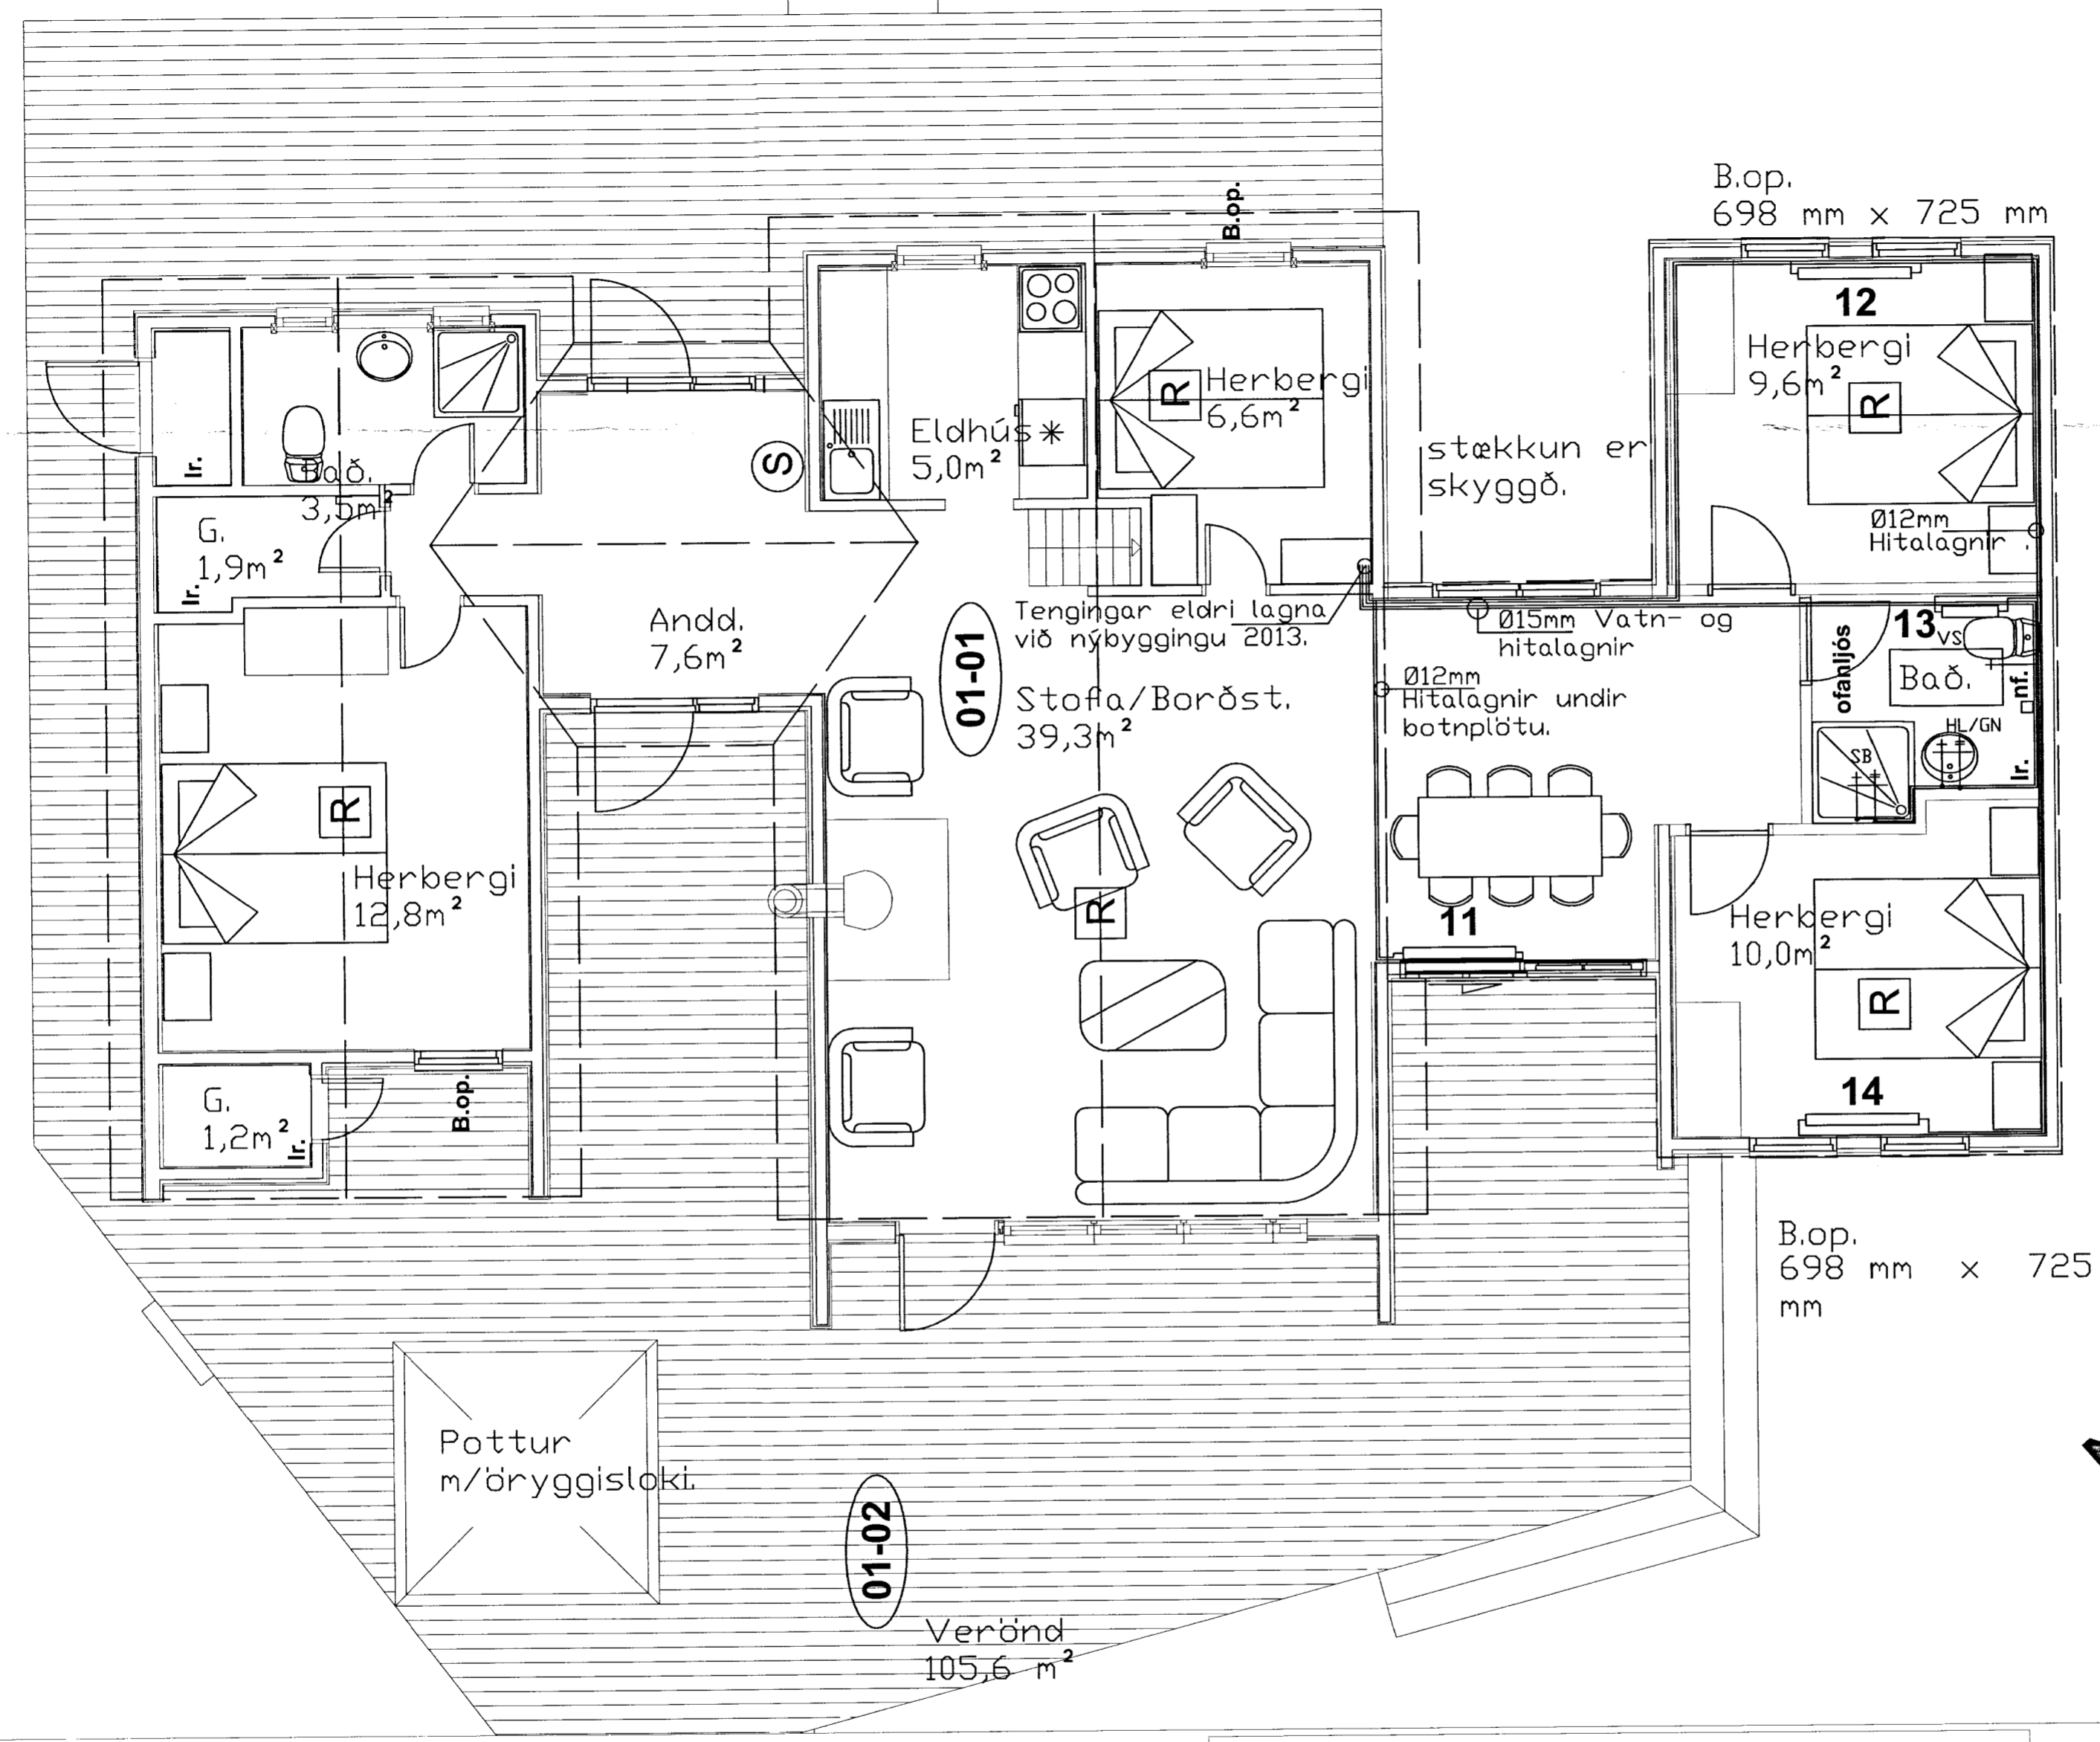 B.op.
698 mm x 725 mm
B.op.
12
Herbergi
9,6m²
R
Herbergi
6,6m²
R
Eldhús
5,0m²
S
stækkun er
skyggð.
Ø12mm
Hitalagnir
lr.
Bað.
3,5m²
G.
1,9m²
lr.
Andd.
7,6m²
01-01
Tengingar eldri lagna
við nýbyggingu 2013.
Ø15mm Vatn- og
hitalagnir
Ø12mm
Hitalagnir undir
botnplötu.
Stofa/Borðst.
39,3m²
ofanljós
13
VS
Bað.
nf.
HL/GN
SB
lr.
R
Herbergi
12,8m²
R
11
Herbergi
10,0m²
R
14
G.
1,2m²
lr.
B.op.
B.op.
698 mm x 725
mm
Pottur
m/öryggisloki.
01-02
Verönd
105,6 m²